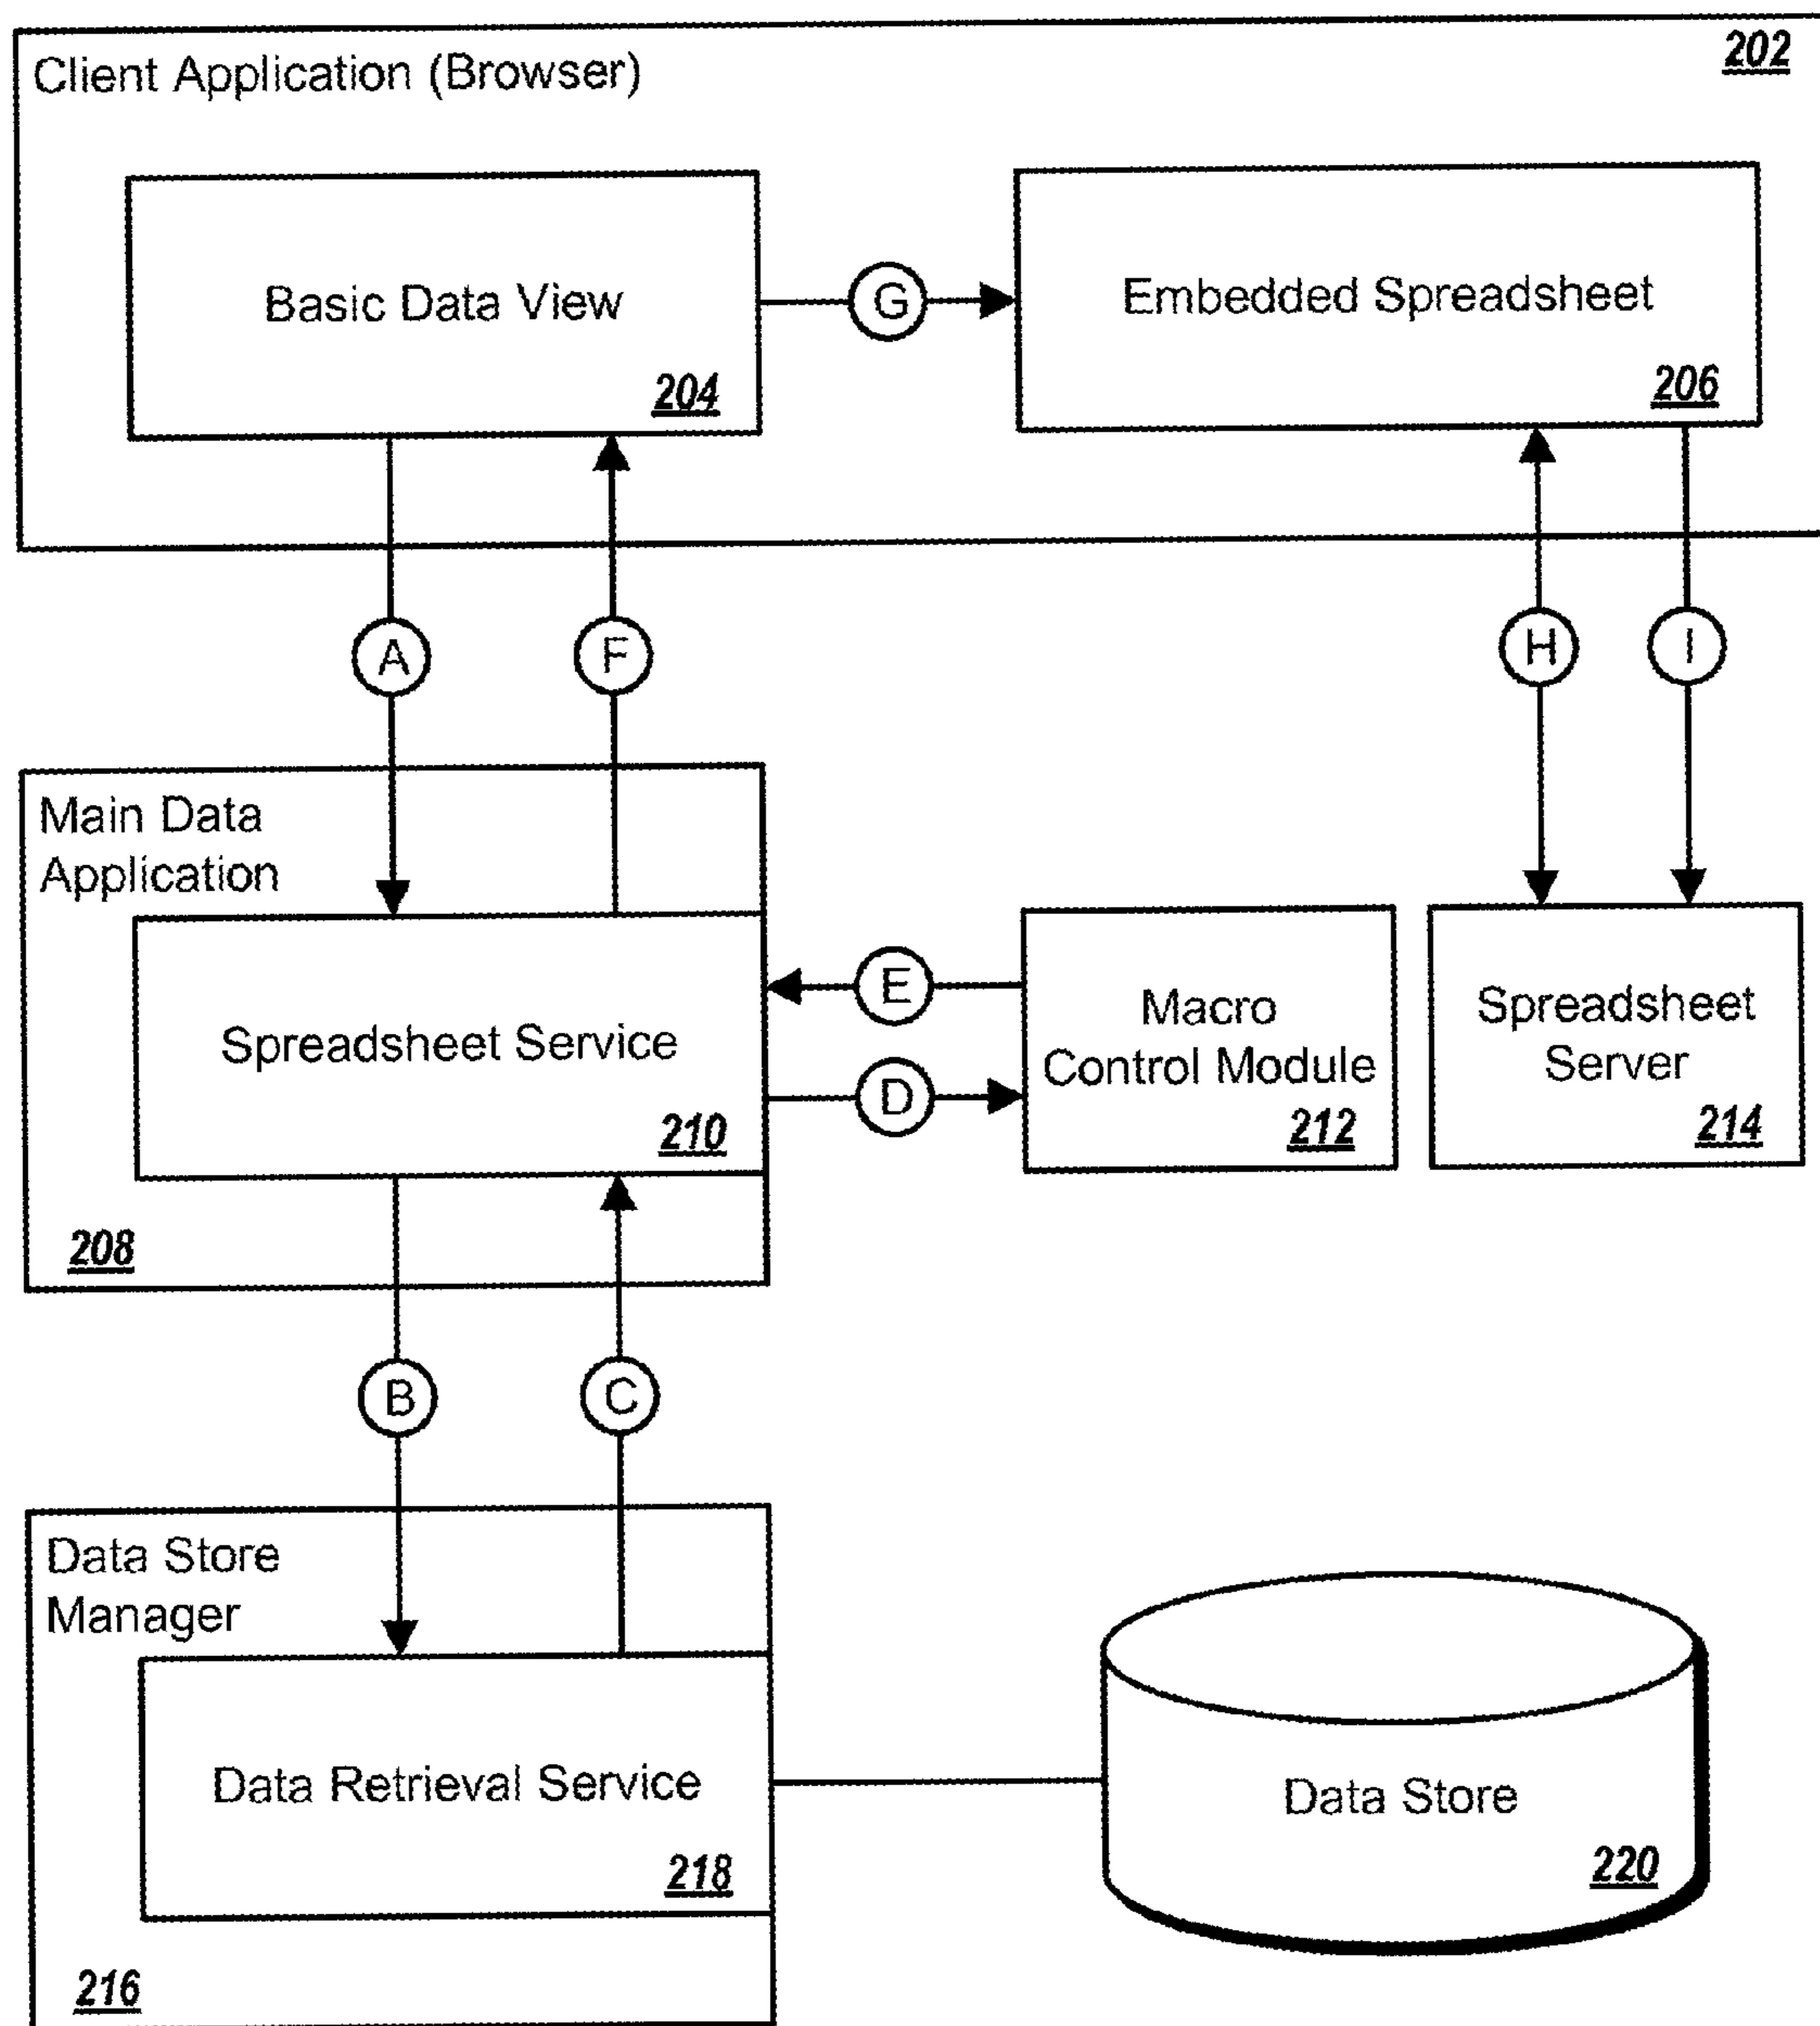 202
Client Application (Browser)
Basic Data View
204
G
Embedded Spreadsheet
206
A
F
H
I
Main Data
Application
Spreadsheet Service
210
208
E
D
Macro
Control Module
212
Spreadsheet
Server
214
B
C
Data Store
Manager
Data Retrieval Service
218
216
Data Store
220